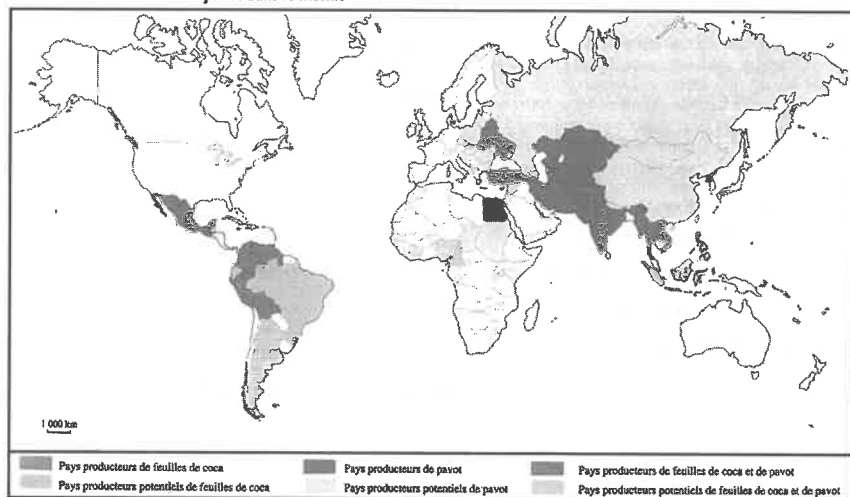 1 000 km
Pays producteurs de feuilles de coca
Pays producteurs de pavot
Pays producteurs de feuilles de coca et de pavot
Pays producteurs potentiels de feuilles de coca
Pays producteurs potentiels de pavot
Pays producteurs potentiels de feuilles de coca et de pavot